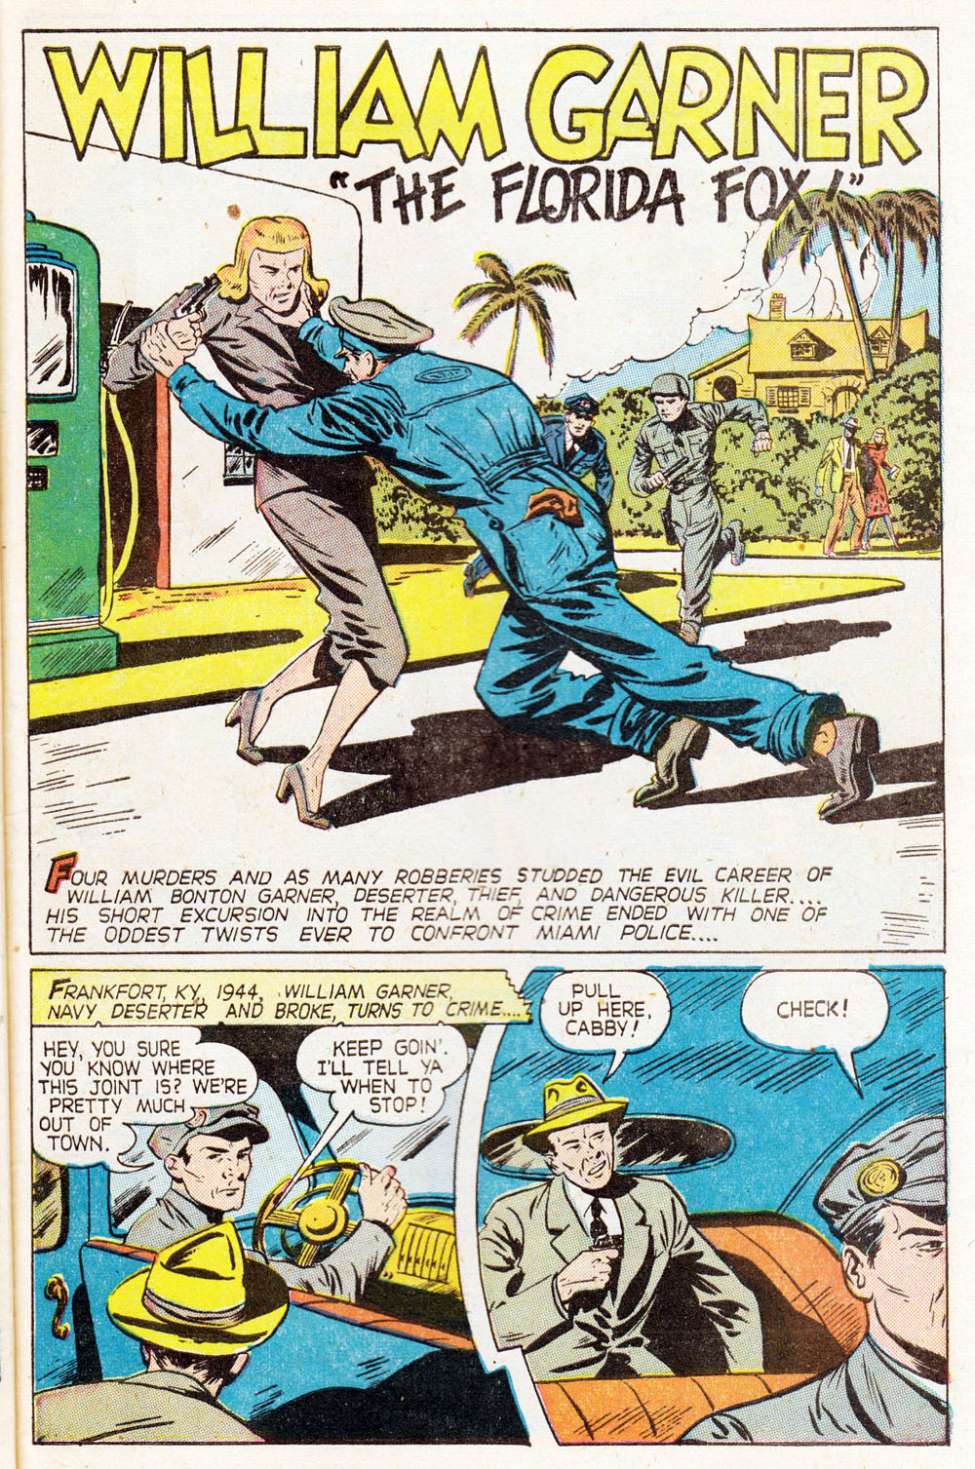 WILLIAM GARNER
"THE FLORIDA FOX!"
FOUR MURDERS AND AS MANY ROBBERIES STUDDED THE EVIL CAREER OF
WILLIAM BONTON GARNER, DESERTER, THIEF, AND DANGEROUS KILLER....
HIS SHORT EXCURSION INTO THE REALM OF CRIME ENDED WITH ONE OF
THE ODDEST TWISTS EVER TO CONFRONT MIAMI POLICE....
FRANKFORT, KY., 1944, WILLIAM GARNER,
NAVY DESERTER AND BROKE, TURNS TO CRIME....
HEY, YOU SURE
YOU KNOW WHERE
THIS JOINT IS? WE'RE
PRETTY MUCH
OUT OF
TOWN.
KEEP GOIN'.
I'LL TELL YA
WHEN TO
STOP!
PULL
UP HERE,
CABBY!
CHECK!